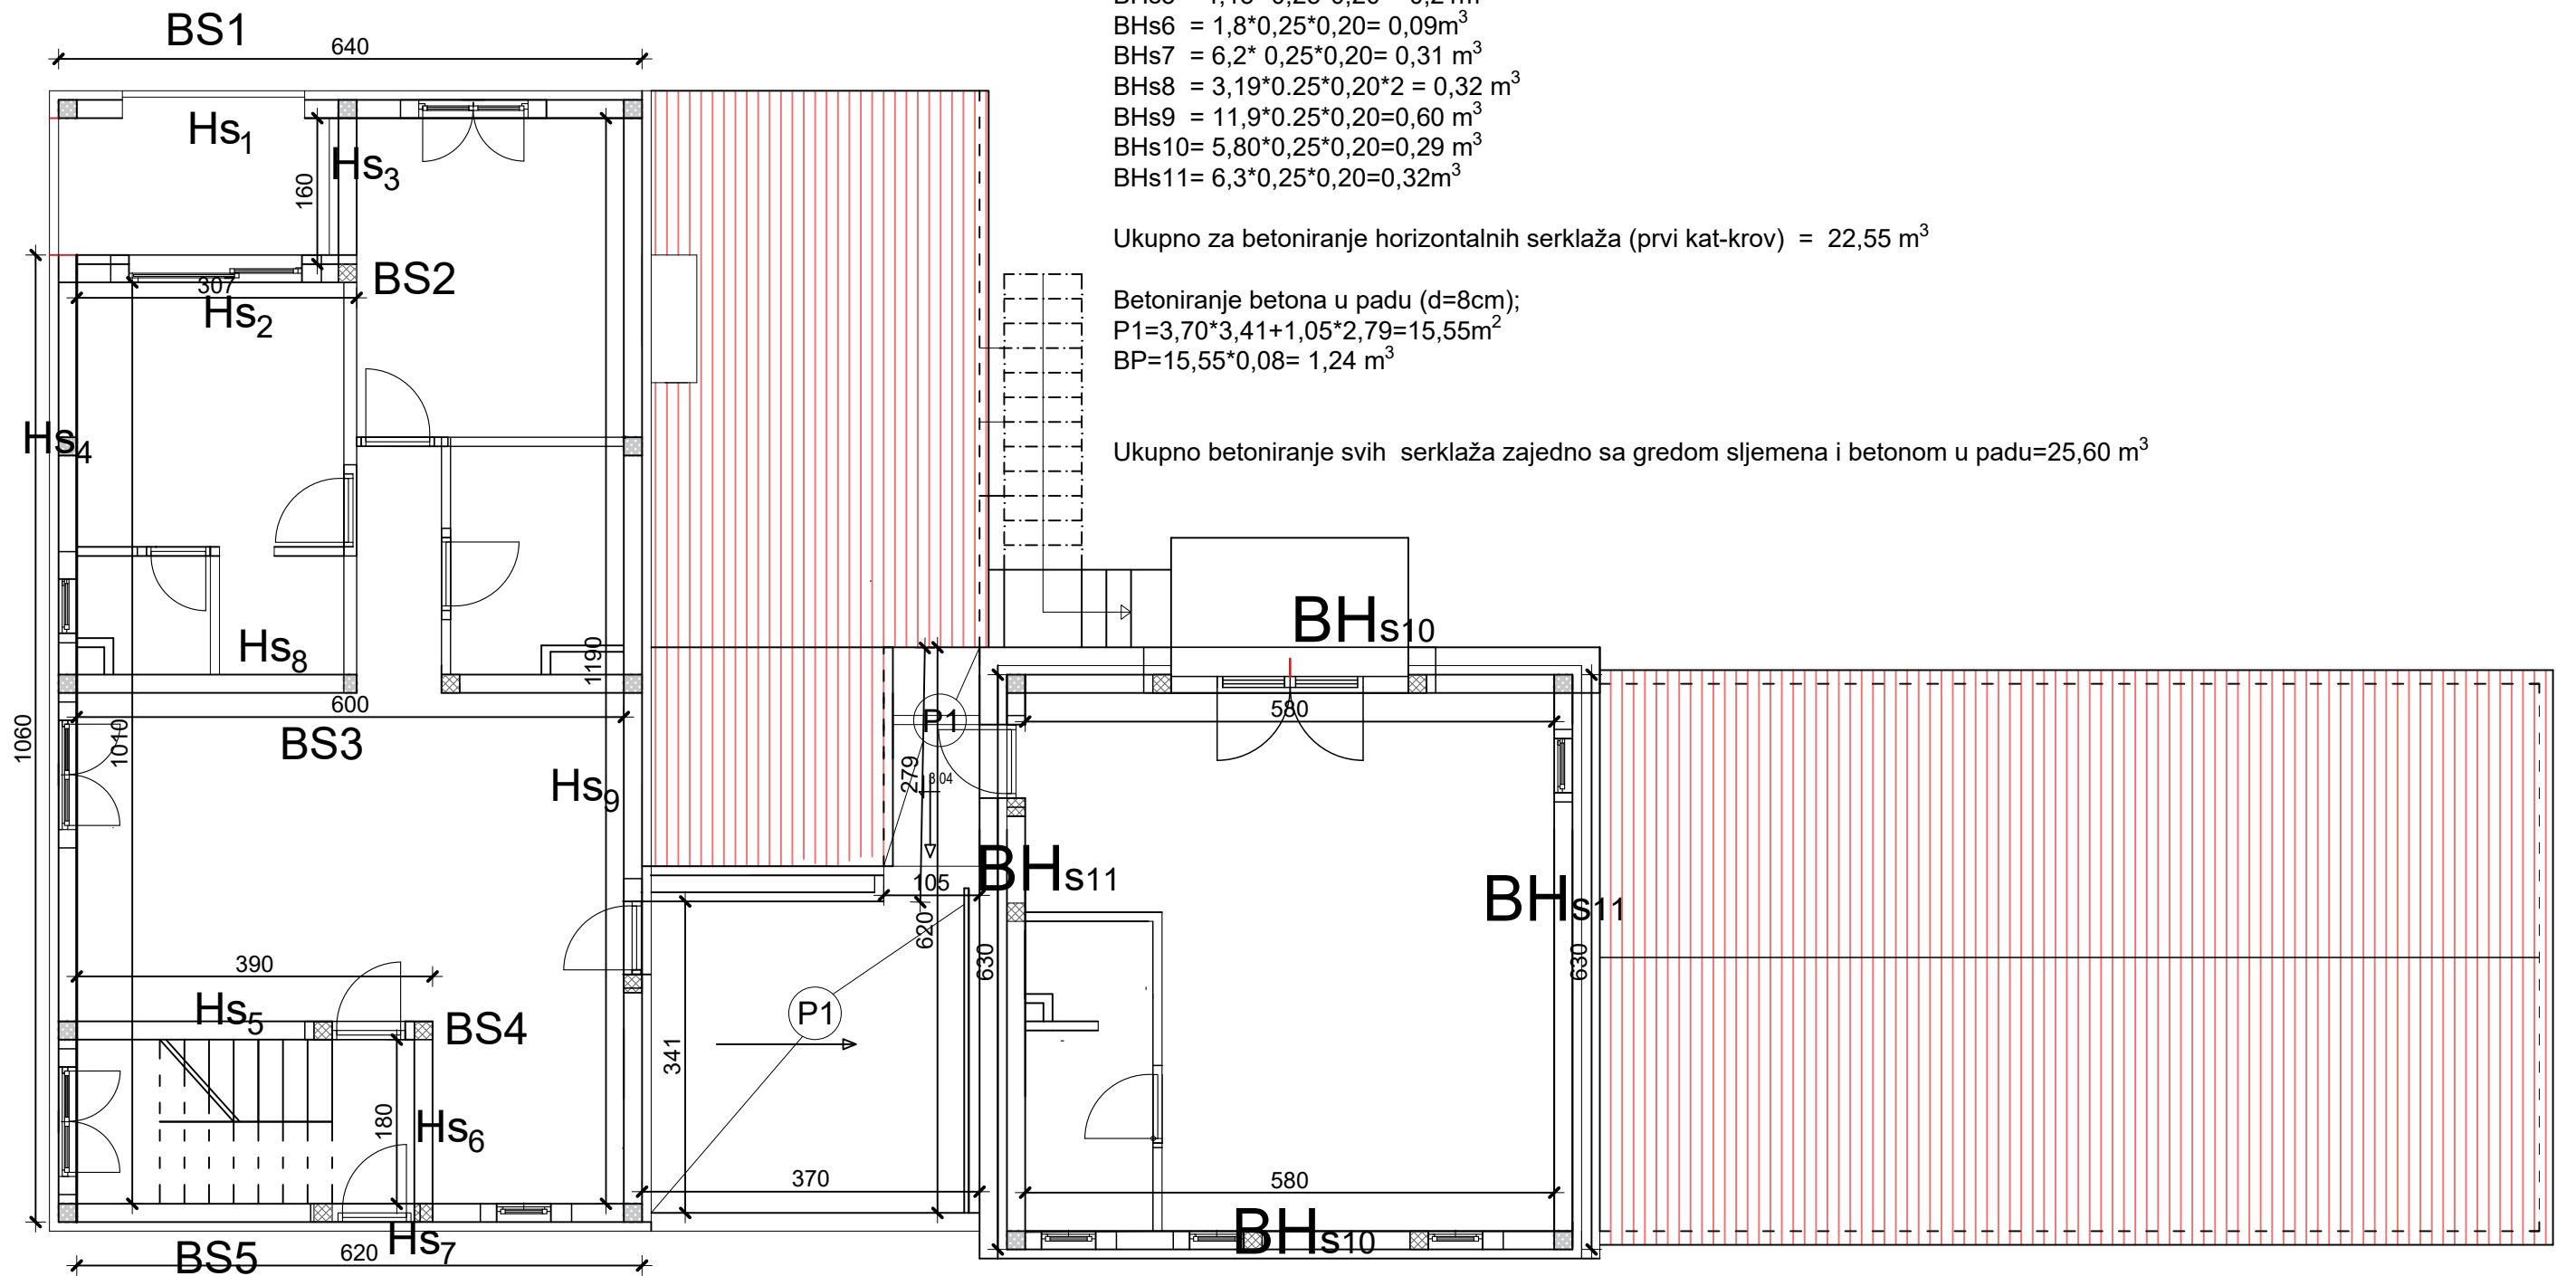 BHs6 = 1,8*0,25*0,20= 0,09m³
BHs7 = 6,2* 0,25*0,20= 0,31 m³
BHs8 = 3,19*0.25*0,20*2 = 0,32 m³
BHs9 = 11,9*0.25*0,20=0,60 m³
BHs10= 5,80*0,25*0,20=0,29 m³
BHs11= 6,3*0,25*0,20=0,32m³
Ukupno za betoniranje horizontalnih serklaža (prvi kat-krov) = 22,55 m³
Betoniranje betona u padu (d=8cm);
P1=3,70*3,41+1,05*2,79=15,55m²
BP=15,55*0,08= 1,24 m³
Ukupno betoniranje svih serklaža zajedno sa gredom sljemena i betonom u padu=25,60 m³
BS1
640
Hs1
Hs3
160
BS2
307
Hs2
Hs4
Hs8
1190
BHs10
600
P1
580
1060
1010
BS3
279
Hs9
BHs11
105
BHs11
620
630
630
390
Hs5
BS4
P1
341
180
Hs6
370
580
BHs10
Hs7
620
BS5